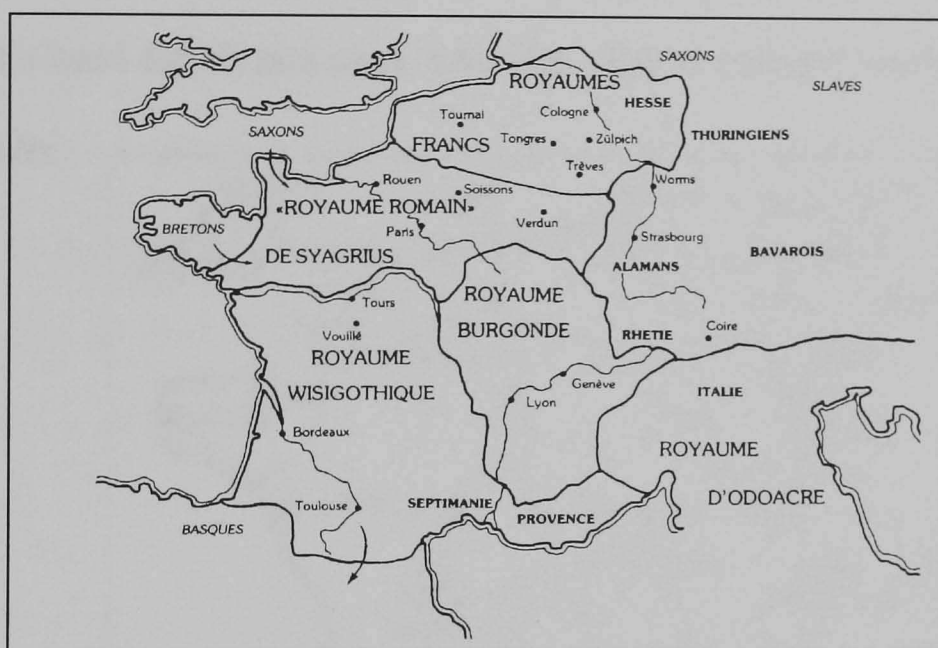 SAXONS
SLAVES
ROYAUMES
HESSE
Cologne
Tournai
THURINGIENS
SAXONS
Tongres
Zülpich
FRANCS
Trèves
Worms
Rouen
Soissons
ROYAUME ROMAIN
Verdun
BRETONS
Paris
Strasbourg
BAVAROIS
DE SYAGRIUS
ALAMANS
ROYAUME
BURGONDE
Tours
Vouillé
RHETIE
Coire
ROYAUME
WISIGOTHIQUE
Genève
ITALIE
Lyon
Bordeaux
ROYAUME
D'ODOACRE
Toulouse
SEPTIMANIE
PROVENCE
BASQUES